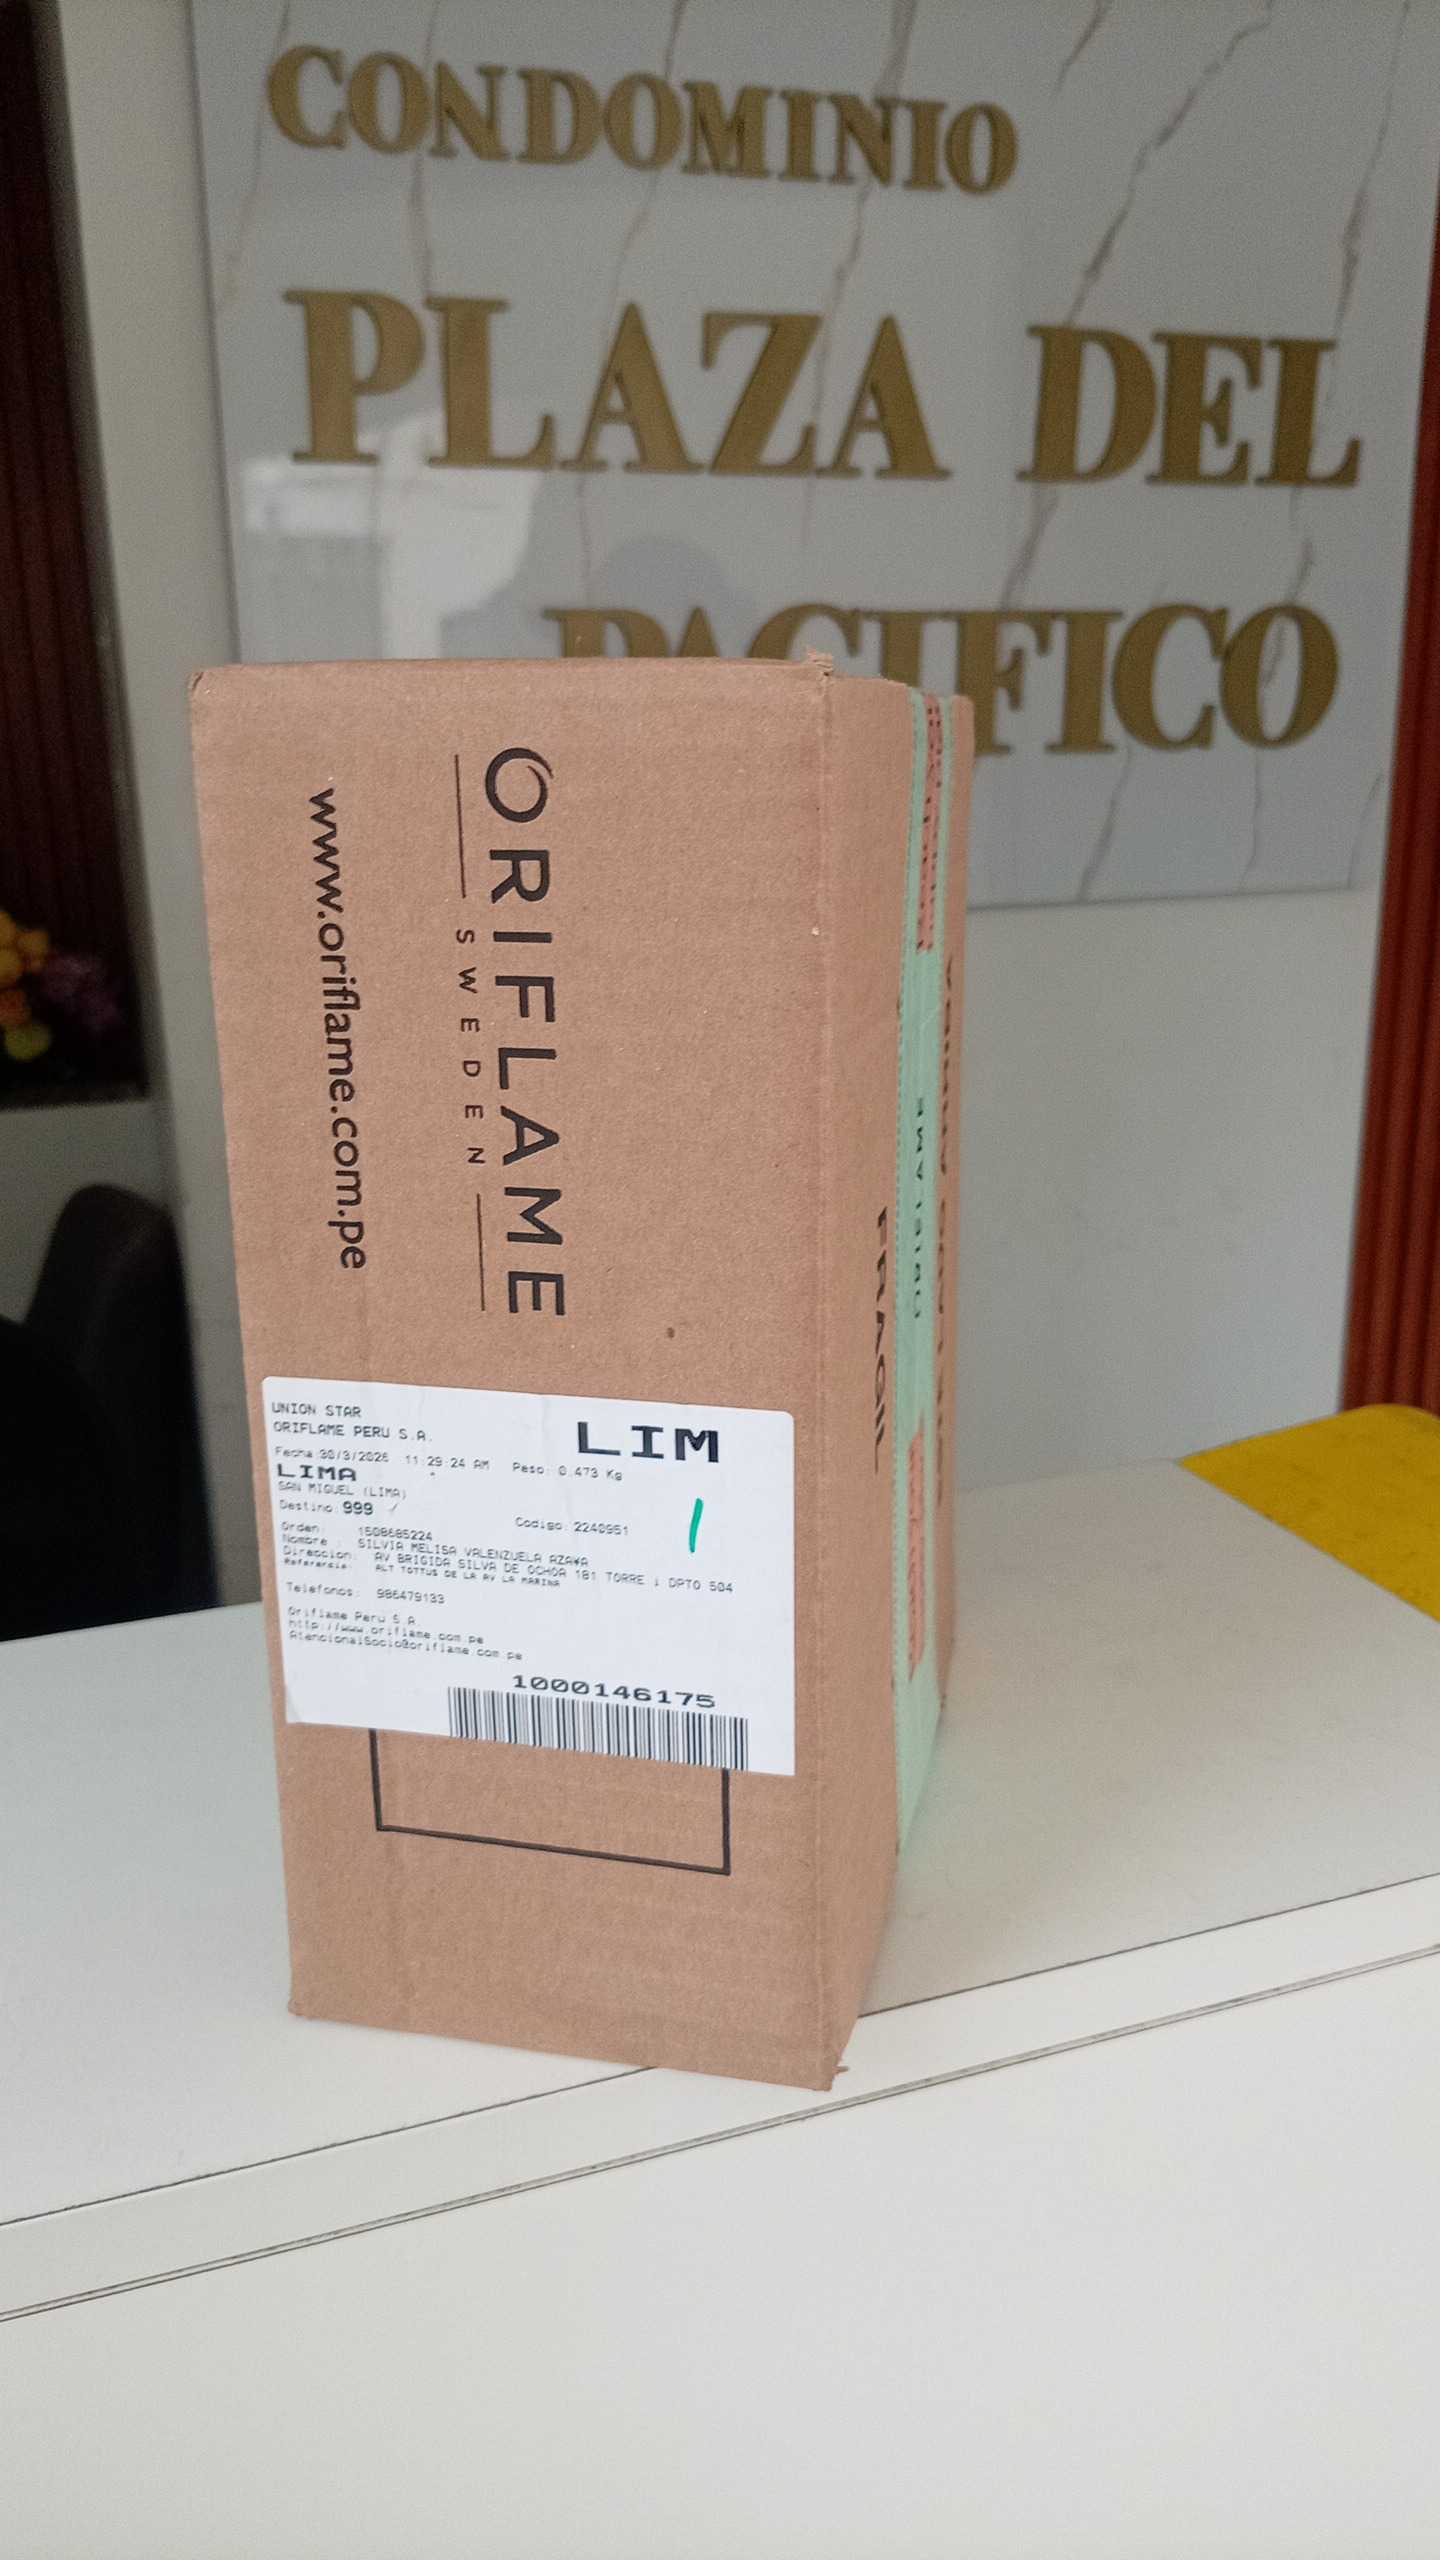 CONDOMINIO
PLAZA DEL
PACIFICO
ORIFLAME
SWEDEN
www.oriflame.com.pe
FRAGIL
UNION STAR
ORIFLAME PERU S.A.
LIM
Fecha:30/3/2026 11:29:24 AM Peso: 0.473 Kg
LIMA
SAN MIGUEL (LIMA)
Destino: 999
Codigo: 2240951
Orden: 1508685224
Nombre : SILVIA MELISA VALENZUELA AZAÑA
Direccion: AV BRIGIDA SILVA DE OCHOA 181 TORRE 1 DPTO 504
Referencia: ALT TOTTUS DE LA AV LA MARINA
Telefonos: 986479133
Oriflame Peru S.A.
http://www.oriflame.com.pe
AtencionalSocio@oriflame.com.pe
1000146175